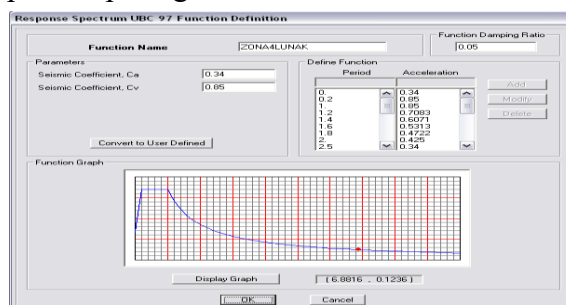 Response Spectrum UBC 97 Function Definition
Function Damping Ratio
Function Name
ZONA4LUNAK
0.05
Parameters
Seismic Coefficient, Ca
0.34
Seismic Coefficient, Cv
0.85
Convert to User Defined
Define Function
Period Acceleration
0. 0.34
0.2 0.85
1. 0.85
1.2 0.7083
1.4 0.6071
1.6 0.5313
1.8 0.4722
2. 0.425
2.5 0.34
Add
Modify
Delete
Function Graph
Display Graph
( 6.8816 , 0.1236 )
OK
Cancel